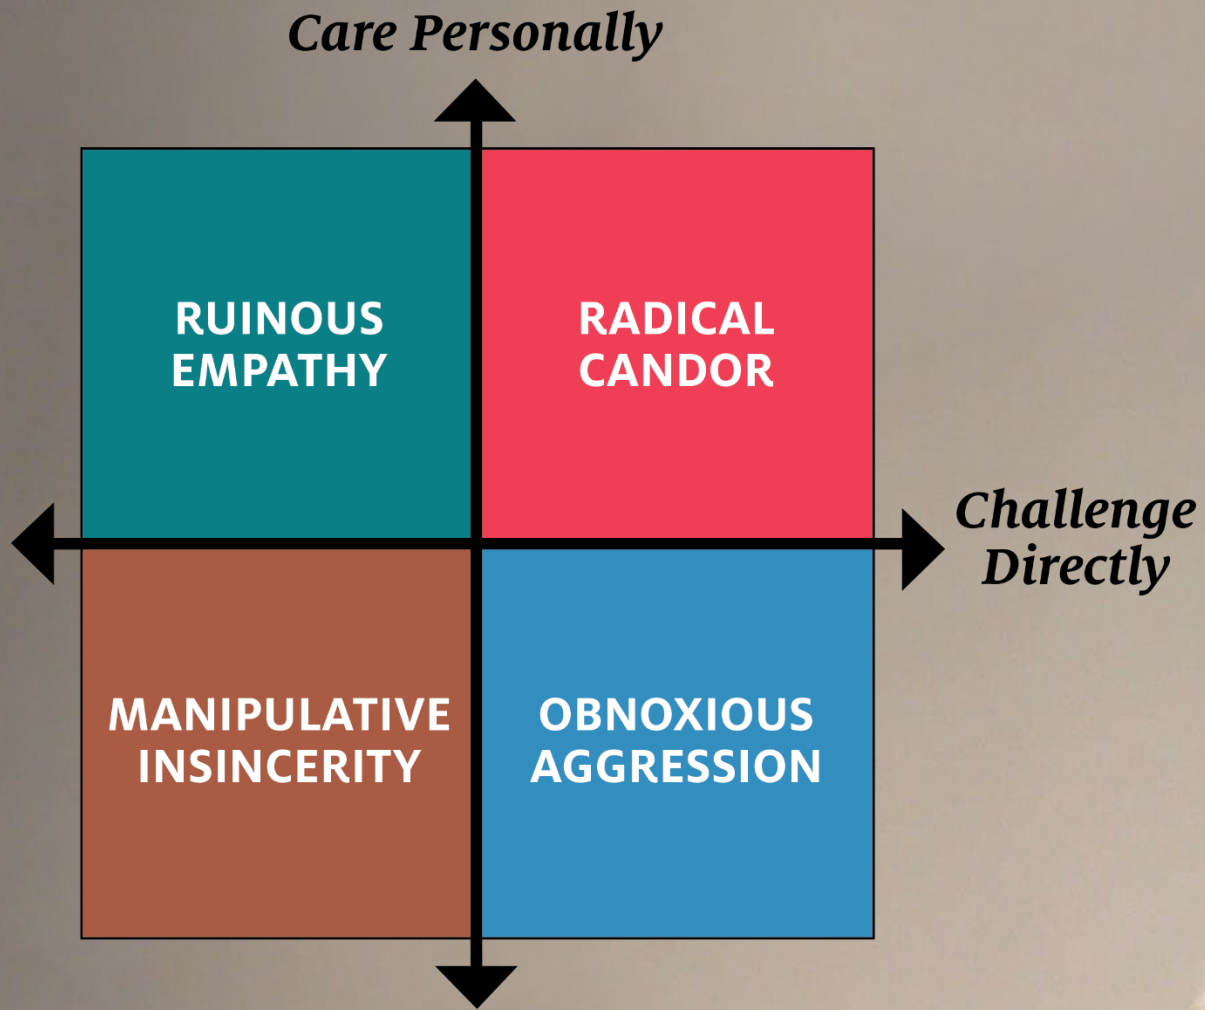 Care Personally
RUINOUS
EMPATHY
RADICAL
CANDOR
Challenge
Directly
MANIPULATIVE
INSINCERITY
OBNOXIOUS
AGGRESSION